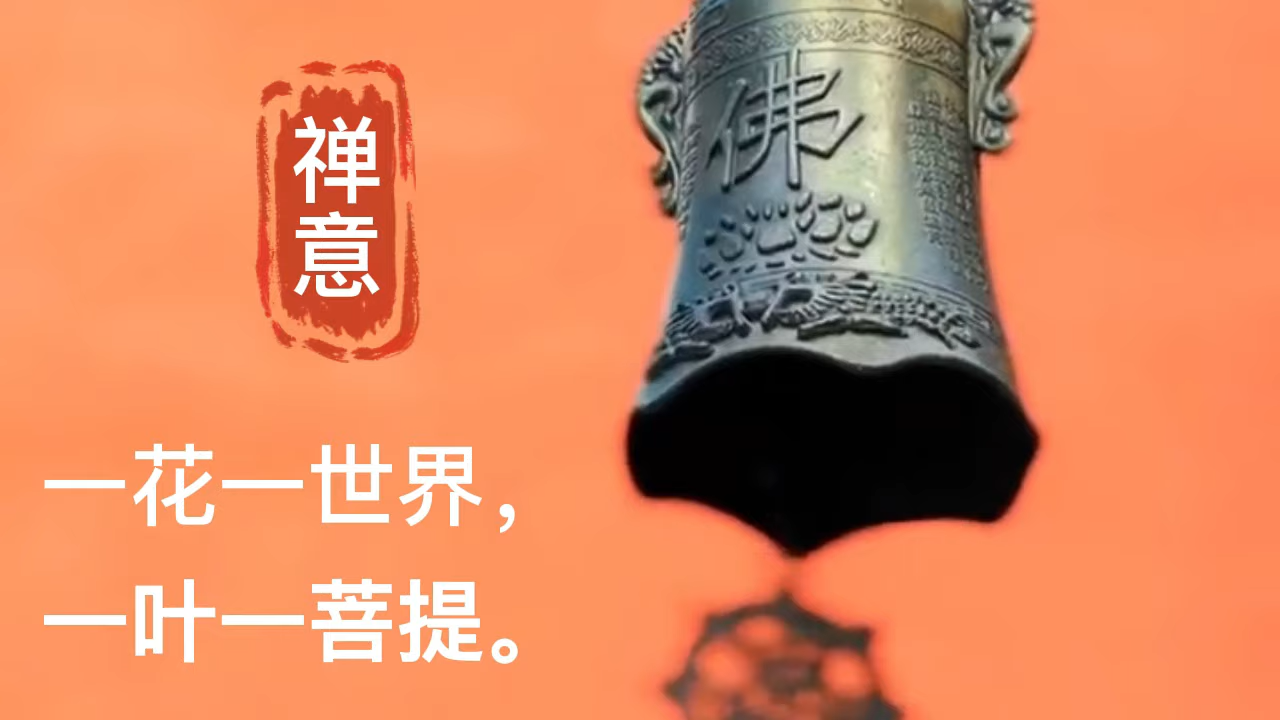 禅意
佛
一花一世界，
一叶一菩提。